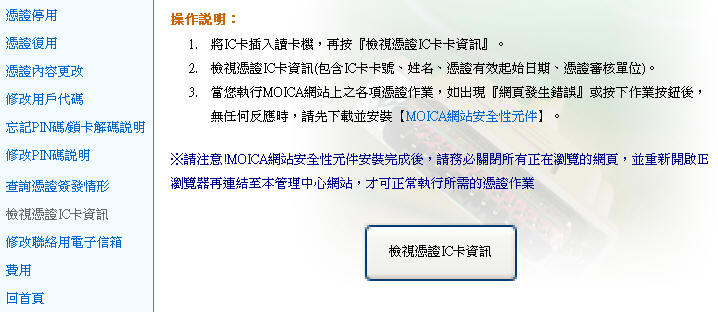 憑證停用
憑證復用
憑證內容更改
修改用戶代碼
忘記PIN碼/鎖卡解碼說明
修改PIN碼說明
查詢憑證簽發情形
檢視憑證IC卡資訊
修改聯絡用電子信箱
費用
回首頁
操作説明：
1. 將IC卡插入讀卡機，再按『檢視憑證IC卡卡資訊』。
2. 檢視憑證IC卡資訊(包含IC卡卡號、姓名、憑證有效起始日期、憑證審核單位)。
3. 當您執行MOICA網站上之各項憑證作業，如出現『網頁發生錯誤』或按下作業按鈕後，
無任何反應時，請先下載並安裝【MOICA網站安全性元件】。
※請注意!MOICA網站安全性元件安裝完成後，請務必關閉所有正在瀏覽的網頁，並重新開啟IE
瀏覽器再連結至本管理中心網站，才可正常執行所需的憑證作業
檢視憑證IC卡資訊